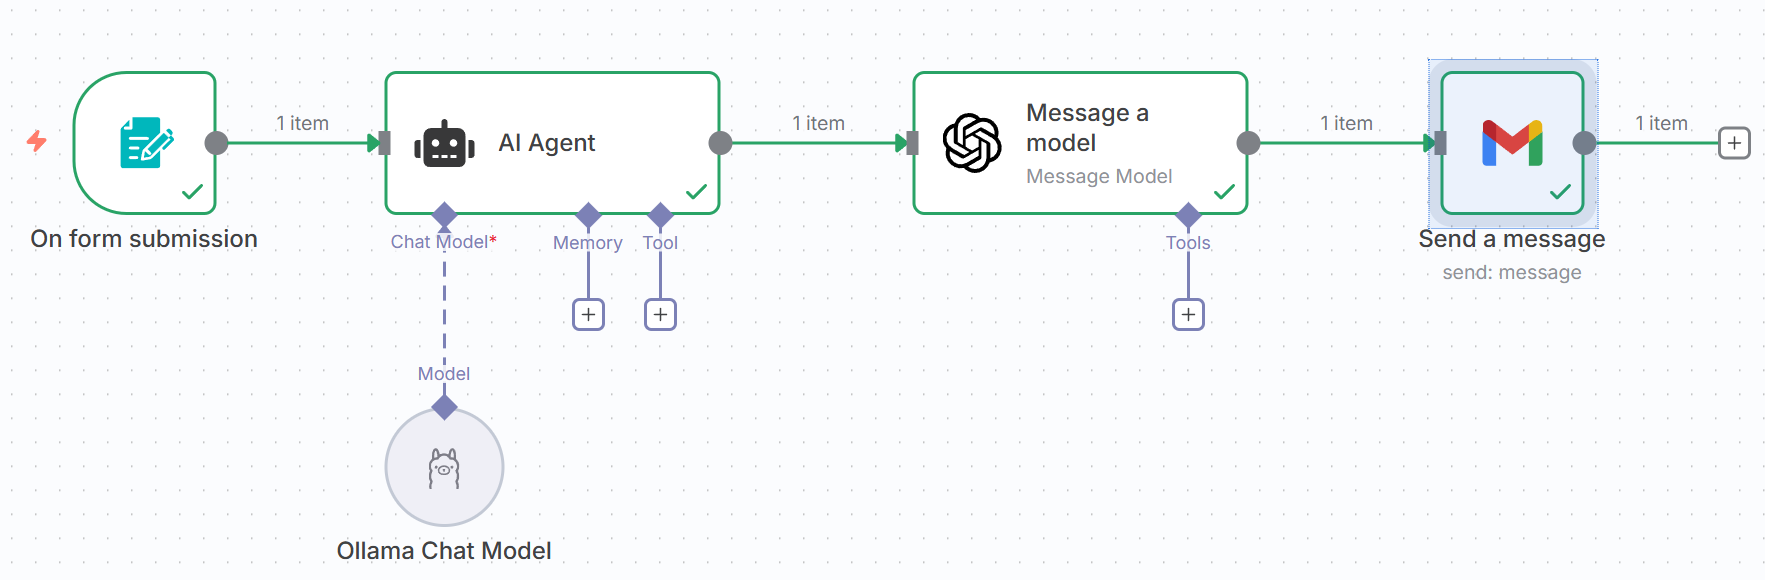 1 item
1 item
1 item
1 item
AI Agent
Message a
model
Message Model
On form submission
Chat Model*
Memory
Tool
Tools
Send a message
send: message
Model
Ollama Chat Model